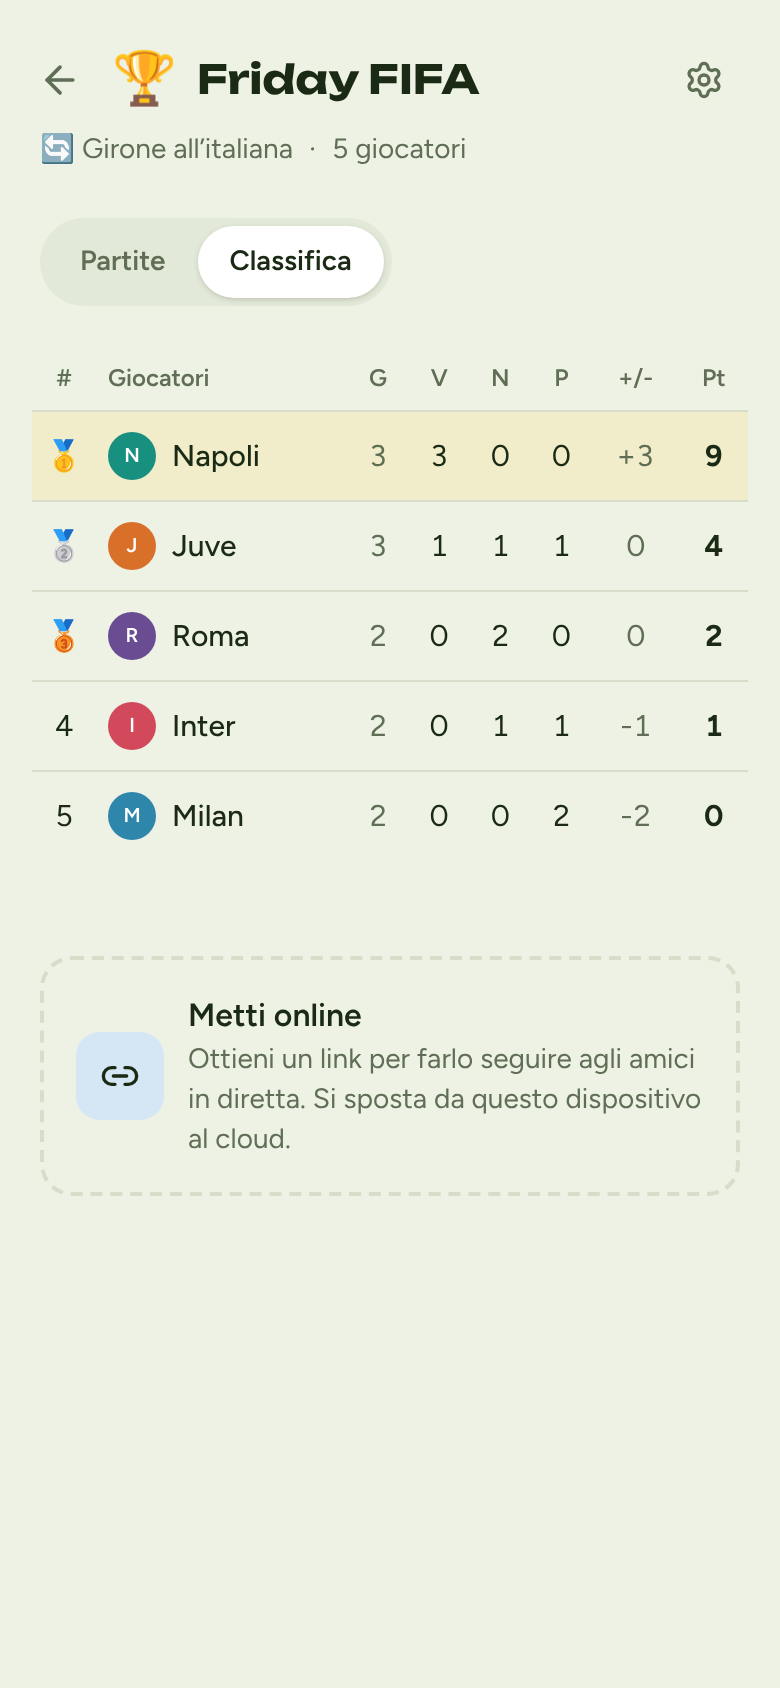 Friday FIFA
Girone all'italiana · 5 giocatori
Partite Classifica
# Giocatori G V N P +/- Pt
1 N Napoli 3 3 0 0 +3 9
2 J Juve 3 1 1 1 0 4
3 R Roma 2 0 2 0 0 2
4 I Inter 2 0 1 1 -1 1
5 M Milan 2 0 0 2 -2 0
Metti online
Ottieni un link per farlo seguire agli amici
in diretta. Si sposta da questo dispositivo
al cloud.